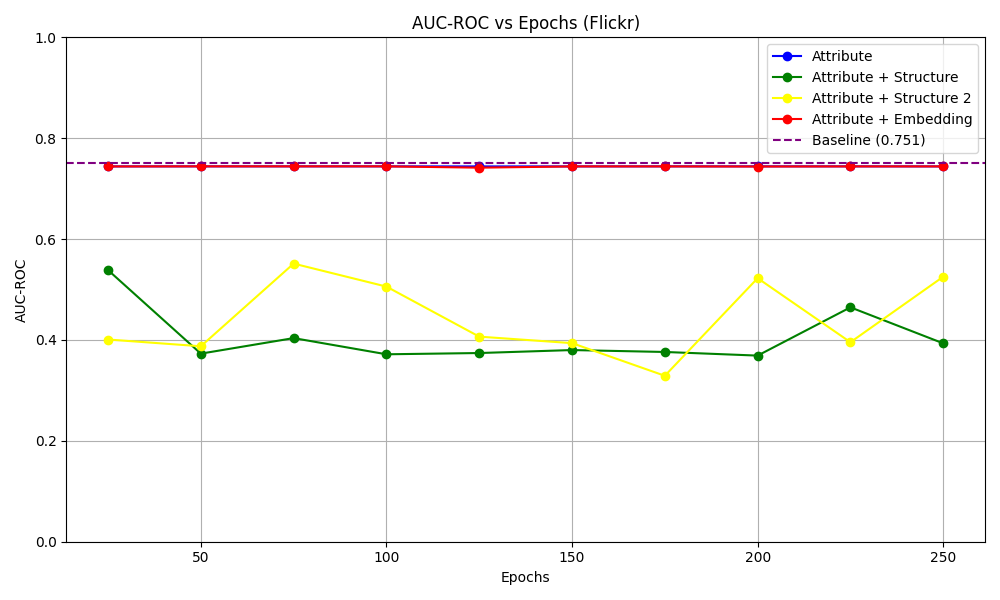 AUC-ROC vs Epochs (Flickr)
Attribute
Attribute + Structure
Attribute + Structure 2
Attribute + Embedding
Baseline (0.751)
AUC-ROC
1.0
0.8
0.6
0.4
0.2
0.0
50
100
150
200
250
Epochs